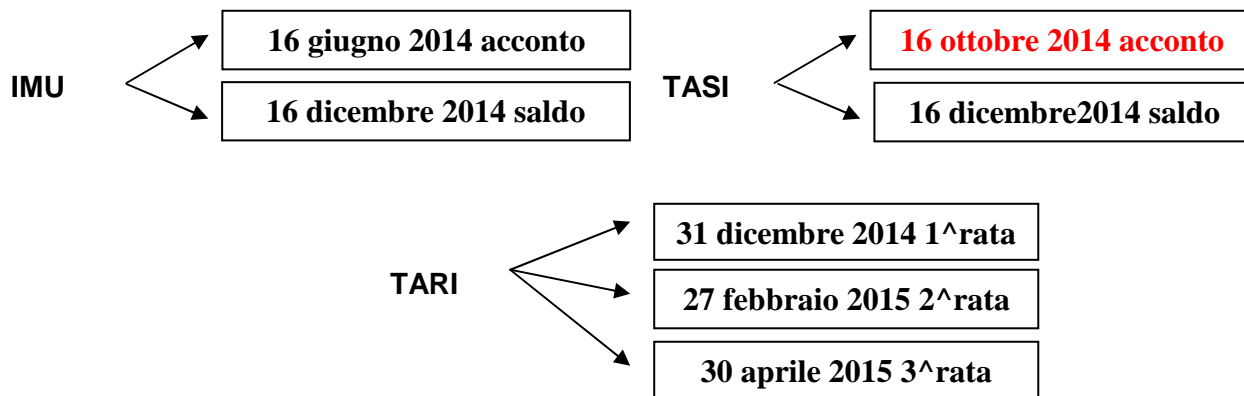 IMU
16 giugno 2014 acconto
16 dicembre 2014 saldo
TASI
16 ottobre 2014 acconto
16 dicembre2014 saldo
TARI
31 dicembre 2014 1^rata
27 febbraio 2015 2^rata
30 aprile 2015 3^rata